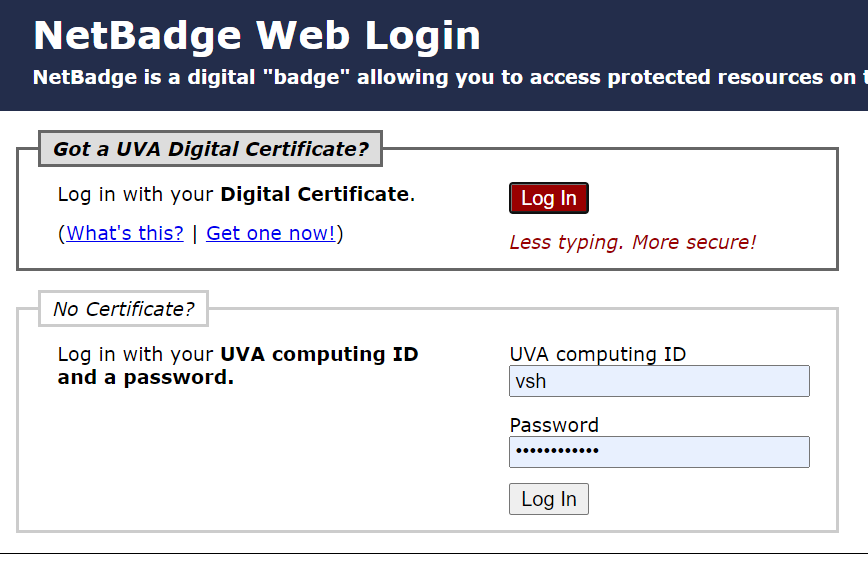 NetBadge Web Login
NetBadge is a digital "badge" allowing you to access protected resources on
Got a UVA Digital Certificate?
Log in with your Digital Certificate.
Log In
(What's this? | Get one now!)
Less typing. More secure!
No Certificate?
Log in with your UVA computing ID
and a password.
UVA computing ID
vsh
Password
••••••••••••
Log In